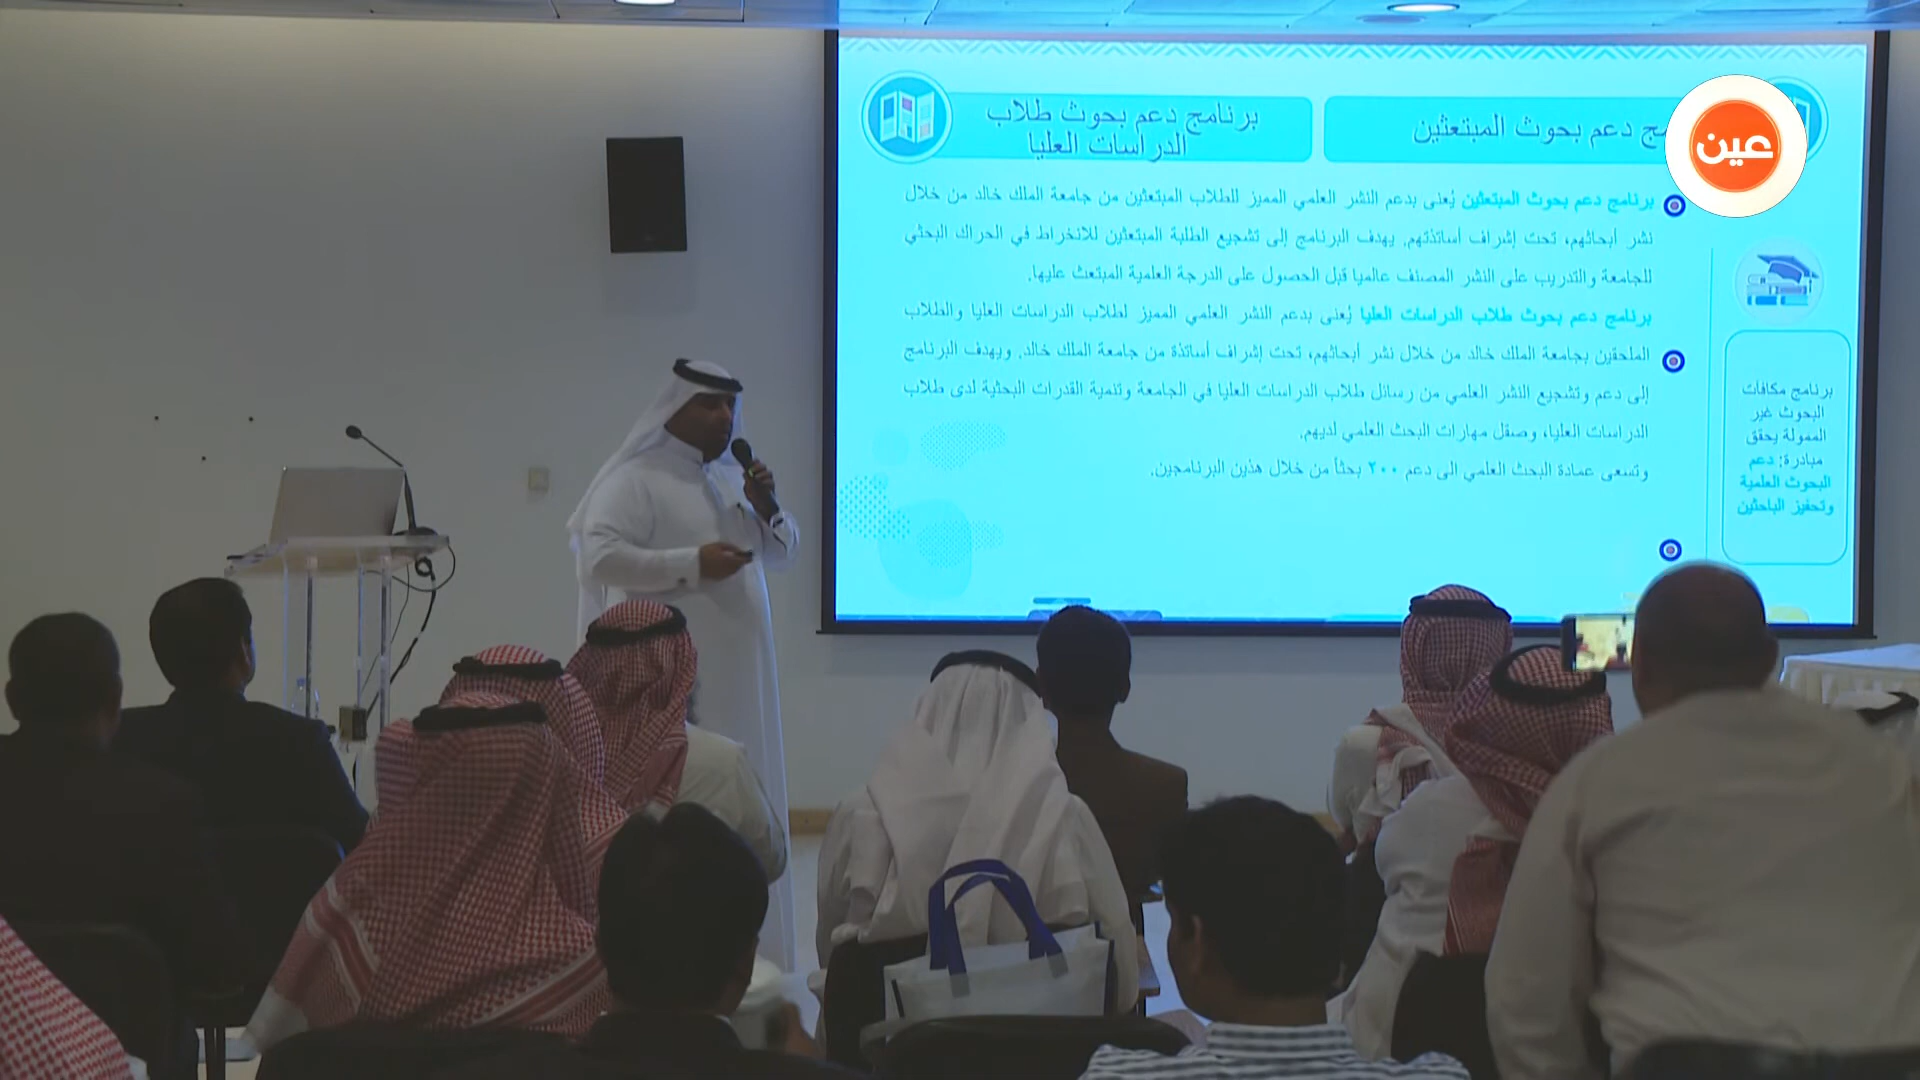 عين
مج دعم بحوث المبتعثين
برنامج دعم بحوث طلاب
الدراسات العليا
برنامج دعم بحوث المبتعثين يُعنى بدعم النشر العلمي المميز للطلاب المبتعثين من جامعة الملك خالد من خلال
نشر أبحاثهم، تحت إشراف أساتذتهم. يهدف البرنامج إلى تشجيع الطلبة المبتعثين للانخراط في الحراك البحثي
للجامعة والتدريب على النشر المصنف عالميا قبل الحصول على الدرجة العلمية المبتعث عليها.
برنامج دعم بحوث طلاب الدراسات العليا يُعنى بدعم النشر العلمي المميز لطلاب الدراسات العليا والطلاب
الملحقين بجامعة الملك خالد من خلال نشر أبحاثهم، تحت إشراف أساتذة من جامعة الملك خالد. ويهدف البرنامج
إلى دعم وتشجيع النشر العلمي من رسائل طلاب الدراسات العليا في الجامعة وتنمية القدرات البحثية لدى طلاب
الدراسات العليا، وصقل مهارات البحث العلمي لديهم.
وتسعى عمادة البحث العلمي الى دعم ٢٠٠ بحثاً من خلال هذين البرنامجين.
برنامج مكافات
البحوث غير
الممولة يحقق
مبادرة: دعم
البحوث العلمية
وتحفيز الباحثين